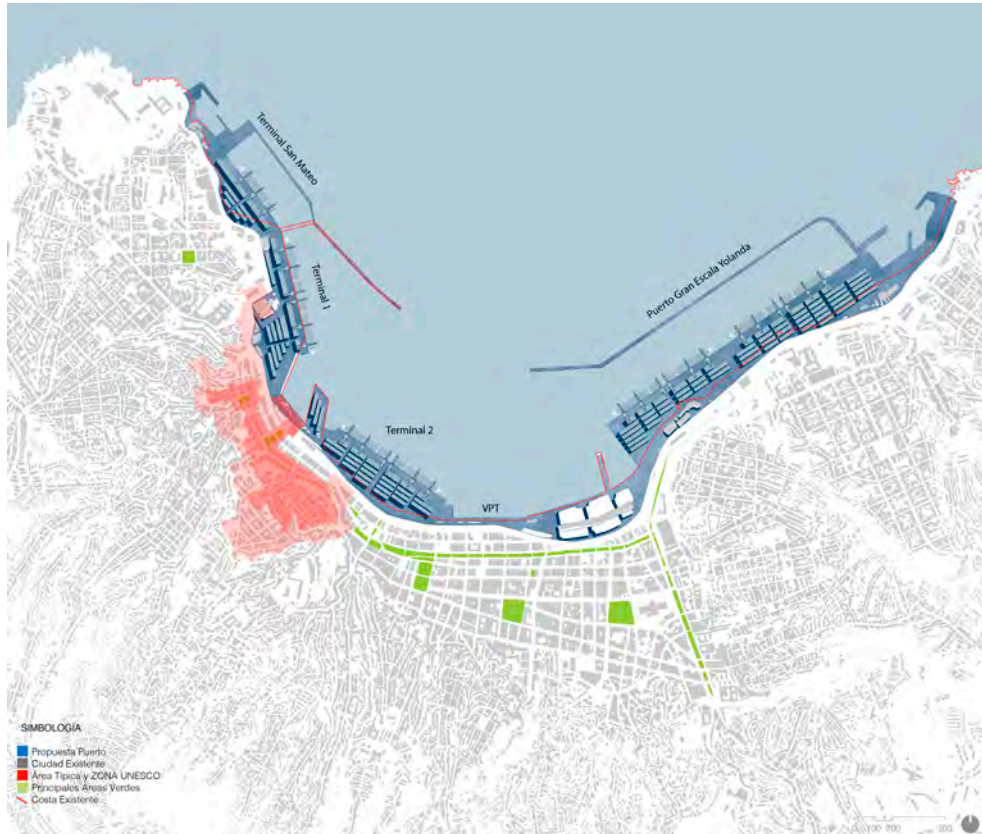 Terminal San Mateo
Terminal 1
Puerto Gran Escala Yolanda
Terminal 2
VPT
SIMBOLOGÍA
Propuesta Puerto
Ciudad Existente
Área Típica y ZONA UNESCO
Principales Áreas Verdes
Costa Existente